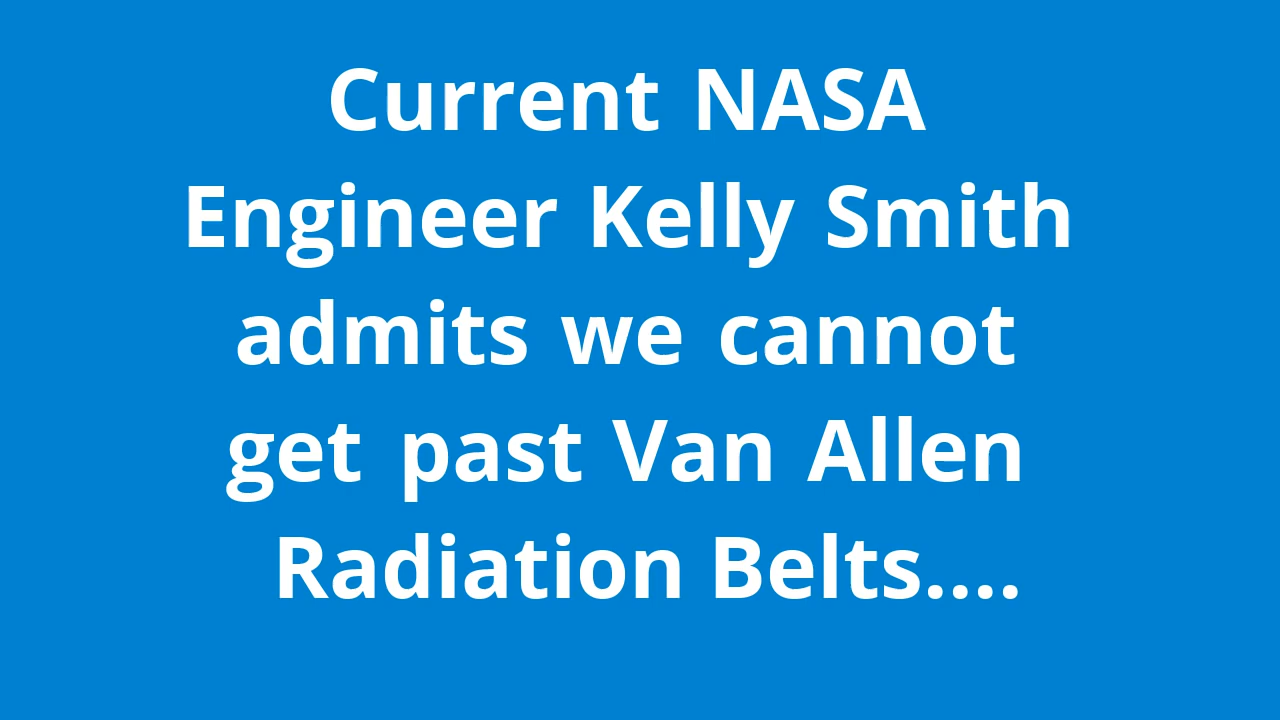 Current NASA
Engineer Kelly Smith
admits we cannot
get past Van Allen
Radiation Belts....